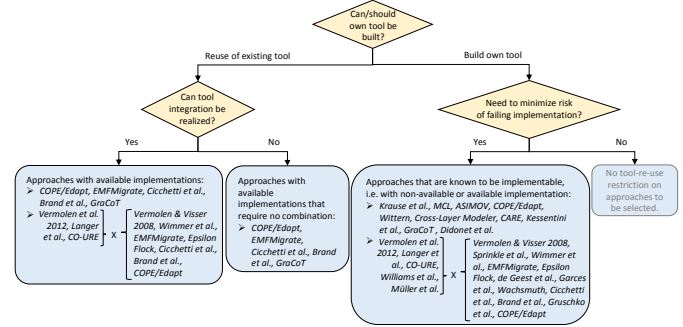 Can/should
own tool be
built?
Reuse of existing tool
Build own tool
Can tool
integration be
realized?
Need to minimize risk
of failing implementation?
Yes
No
Yes
No
Approaches with available implementations:
➢ COPE/Edapt, EMFMigrate, Cicchetti et al.,
Brand et al., GraCoT
➢ Vermolen et al.
2012, Langer
et al., CO-URE
x
Vermolen & Visser
2008, Wimmer et al.,
EMFMigrate, Epsilon
Flock, Cicchetti et al.,
Brand et al.,
COPE/Edapt
Approaches with
available
implementations that
require no combination:
➢ COPE/Edapt,
EMFMigrate,
Cicchetti et al., Brand
et al., GraCoT
Approaches that are known to be implementable,
i.e. with non-available or available implementation:
➢ Krause et al., MCL, ASIMOV, COPE/Edapt,
Wittern, Cross-Layer Modeler, CARE, Kessentini
et al., GraCoT , Didonet et al.
➢ Vermolen et al.
2012, Langer et
al., CO-URE,
Williams et al.,
Müller et al.
x
Vermolen & Visser 2008,
Sprinkle et al., Wimmer et
al., EMFMigrate, Epsilon
Flock, de Geest et al., Garces
et al., Wachsmuth, Cicchetti
et al., Brand et al., Gruschko
et al., COPE/Edapt
No tool-re-use
restriction on
approaches to
be selected.